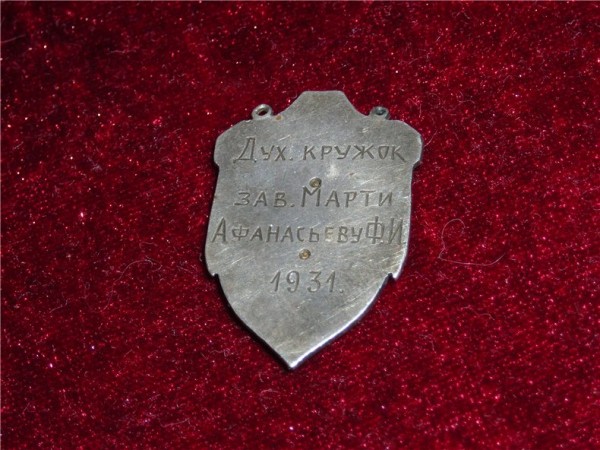 Дух. кружок
зав. Марти
Афанасьеву Ф И
1931.